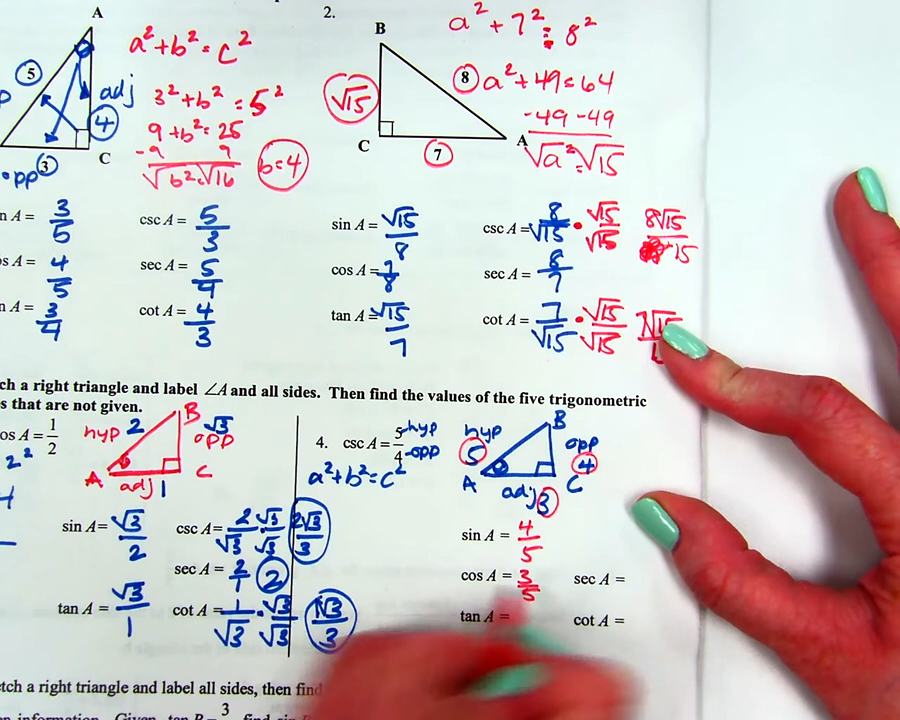 A
5
adj
4
3
opp
C
a² + b² = c²
3² + b² = 5²
9 + b² = 25
-9 9
√b² = √16
b = 4
2.
B
√15
8
C
7
A
a² + 7² = 8²
a² + 49 = 64
-49 -49
√a² = √15
n A = 3/5
csc A = 5/3
os A = 4/5
sec A = 5/4
n A = 3/4
cot A = 4/3
sin A = √15/8
csc A = 8/√15 • √15/√15 8√15/15
cos A = 7/8
sec A = 8/7
tan A = √15/7
cot A = 7/√15 • √15/√15 7√15
ch a right triangle and label ∠A and all sides. Then find the values of the five trigonometric
s that are not given.
os A = 1/2
2²
hyp 2
B
√3
opp
A
adj 1
C
sin A = √3/2
csc A = 2/√3 • √3/√3 2√3/3
sec A = 2/1 2
tan A = √3/1
cot A = 1/√3 • √3/√3 1√3/3
4. csc A = 5/4 -hyp -opp
a² + b² = c²
hyp
5
B
opp
4
A
adj 3
C
sin A = 4/5
cos A = 3/5
sec A =
tan A =
cot A =
tch a right triangle and label all sides, then find